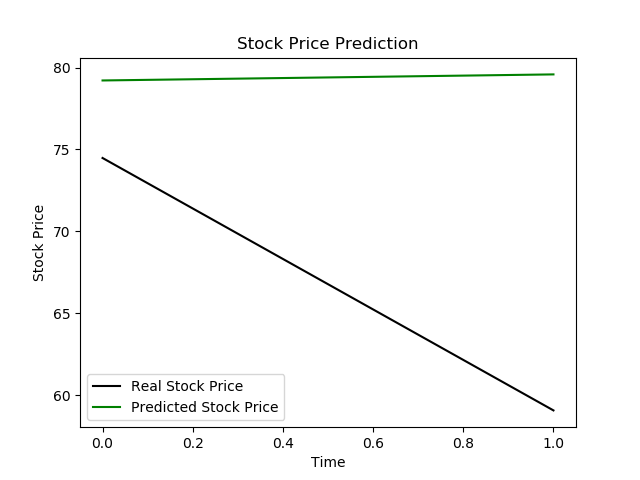 Stock Price Prediction
80
75
70
65
60
Stock Price
Real Stock Price
Predicted Stock Price
0.0 0.2 0.4 0.6 0.8 1.0
Time